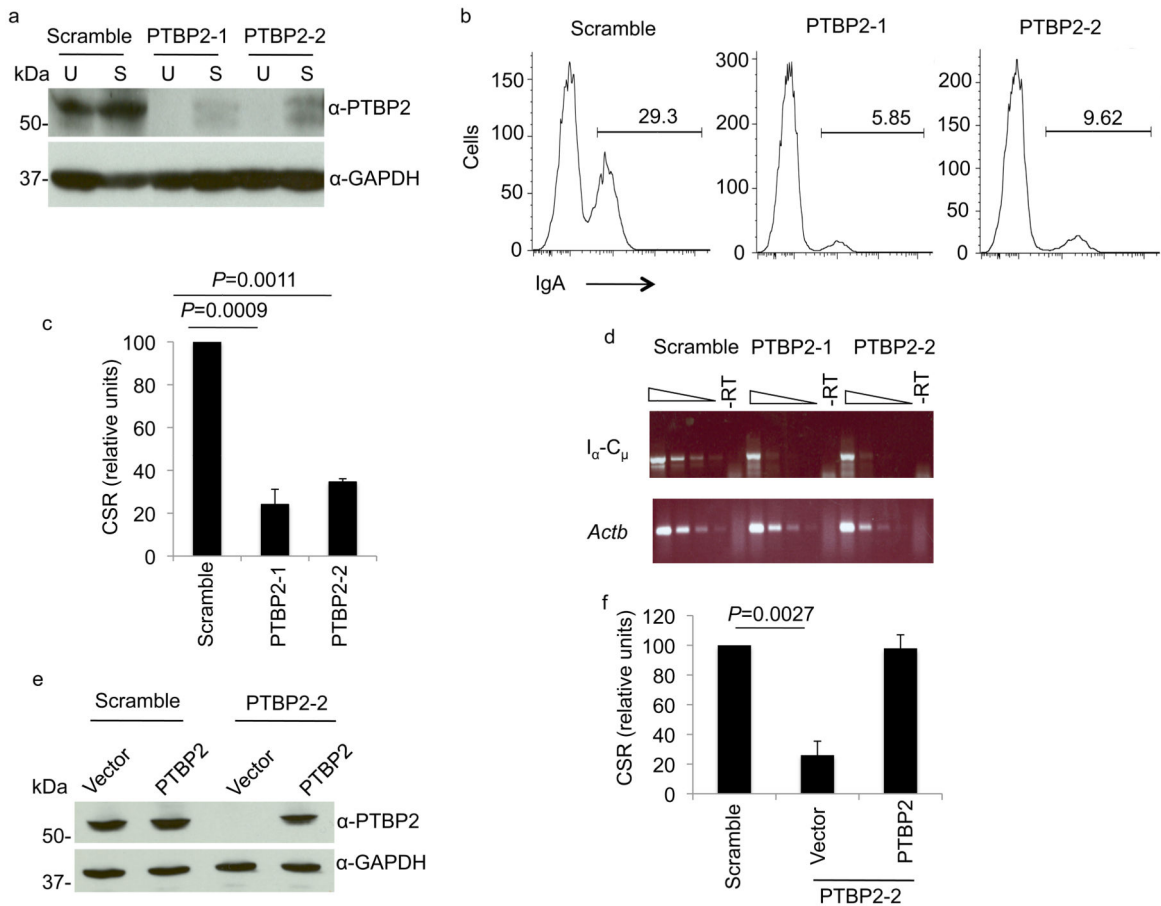 a
Scramble PTBP2-1 PTBP2-2
kDa U S U S U S
α-PTBP2
50-
37- α-GAPDH
b
Scramble PTBP2-1 PTBP2-2
Cells
150
100
50
0
29.3
300
200
100
0
5.85
200
150
100
50
0
9.62
IgA
c
P=0.0011
P=0.0009
CSR (relative units)
100
80
60
40
20
0
Scramble
PTBP2-1
PTBP2-2
d
Scramble PTBP2-1 PTBP2-2
-RT -RT -RT
Iα-Cμ
Actb
e
Scramble PTBP2-2
Vector PTBP2 Vector PTBP2
kDa
α-PTBP2
50-
α-GAPDH
37-
f
P=0.0027
CSR (relative units)
120
100
80
60
40
20
0
Scramble
Vector
PTBP2
PTBP2-2